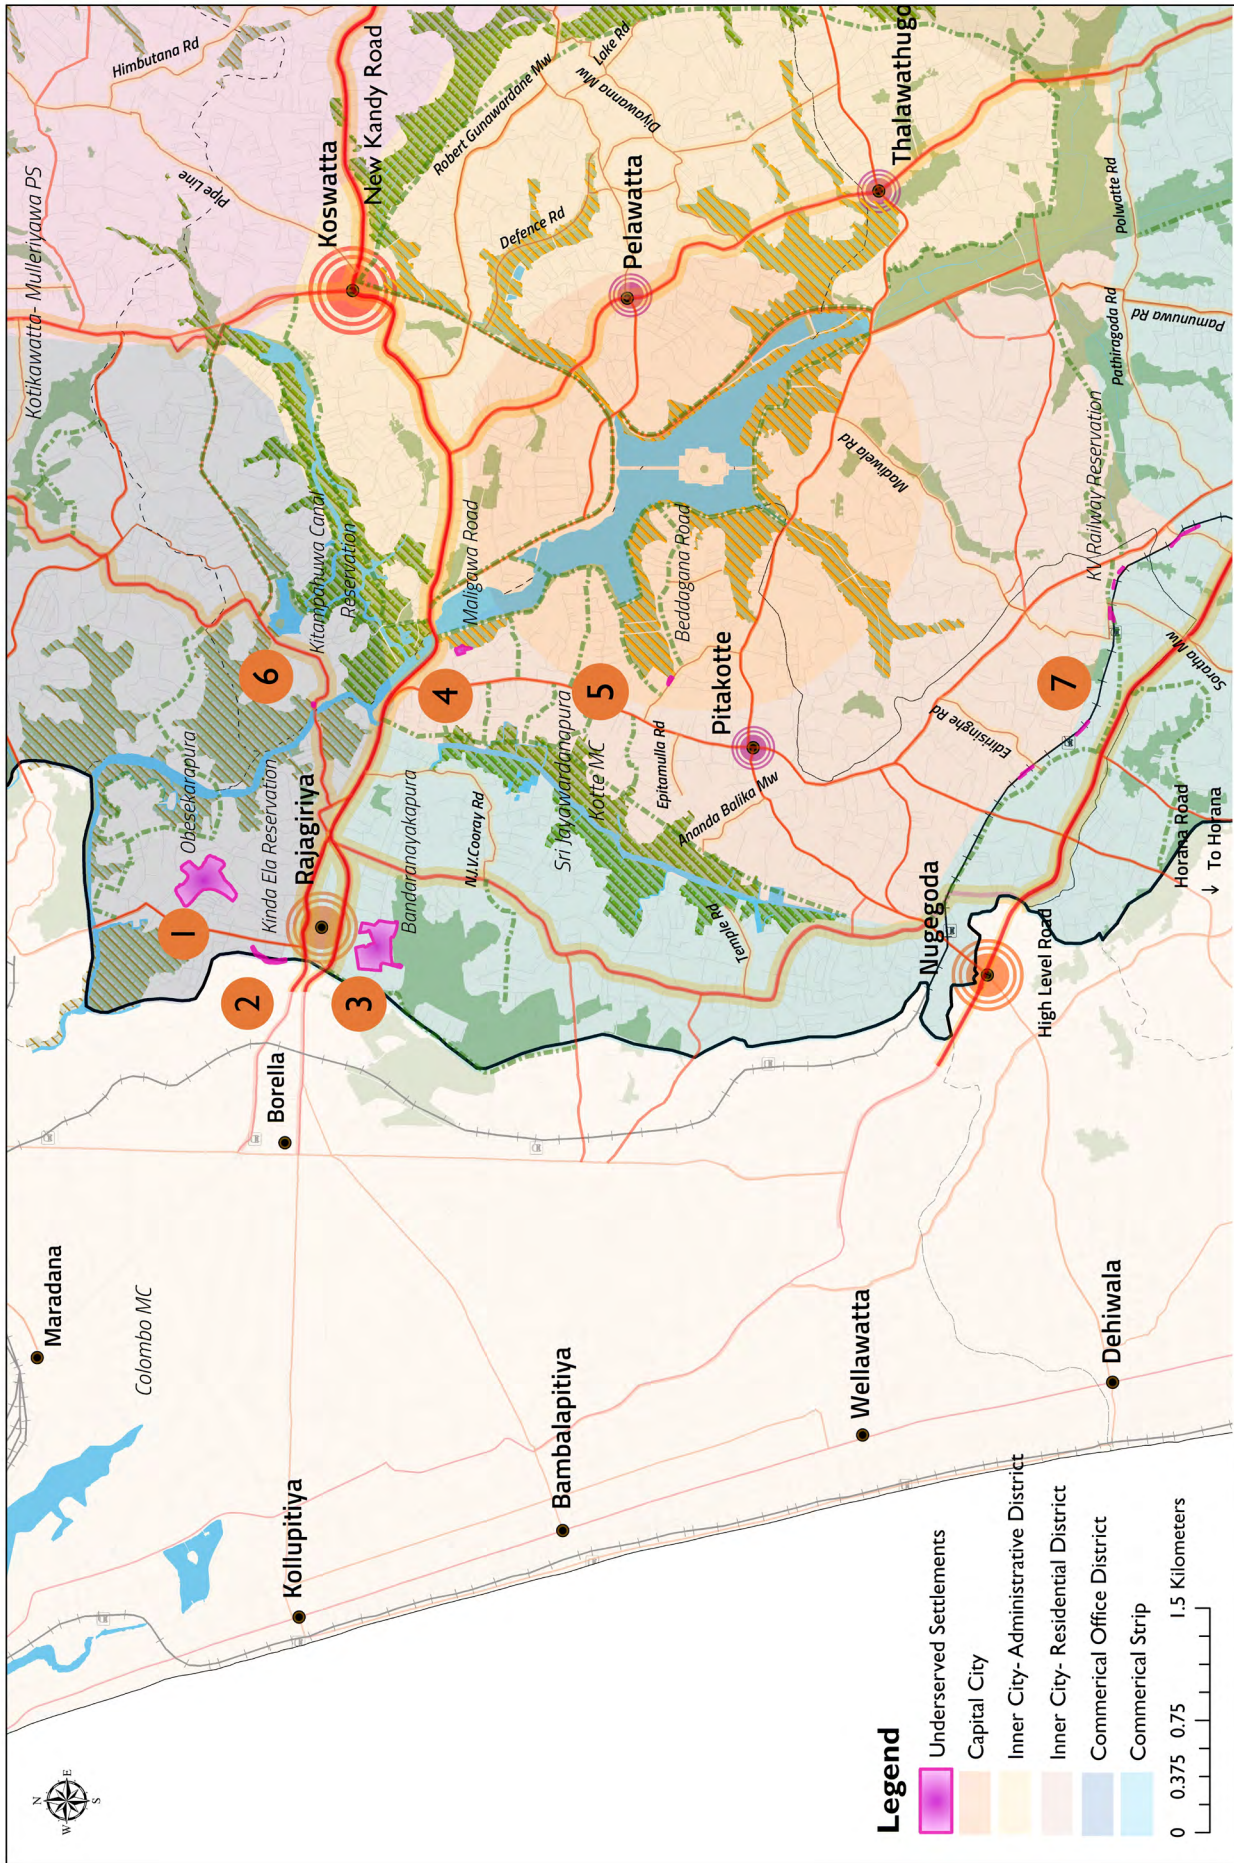 N
W
E
S
Maradana
Colombo MC
Kollupitiya
Borella
Bambalapitiya
Wellawatta
Dehiwala
Kotikawatta- Mulleriyawa PS
Himbutana Rd
Pipe Line
Koswatta
New Kandy Road
Robert Gunawardane Mw
Lake Rd
Diyawanna Mw
Defence Rd
Pelawatta
Thalawathugo
Polwatte Rd
Pathiragoda Rd
Pamunuwa Rd
Obesekarapura
Kitampahuwa Canal
Reservation
Kinda Ela Reservation
Rajagiriya
Maligawa Road
Bandaranayakapura
N.J.V.Cooray Rd
Sri Jayawardanapura
Kotte MC
Beddagana Road
Epitamulla Rd
Pitakotte
Ananda Balika Mw
Temple Rd
Madiwela Rd
Edirisinghe Rd
KV Railway Reservation
Soratha Mw
Nugegoda
High Level Road
Horana Road
↓ To Horana
1
2
3
4
5
6
7
Legend
Underserved Settlements
Capital City
Inner City- Administrative District
Inner City- Residential District
Commerical Office District
Commerical Strip
0 0.375 0.75 1.5 Kilometers